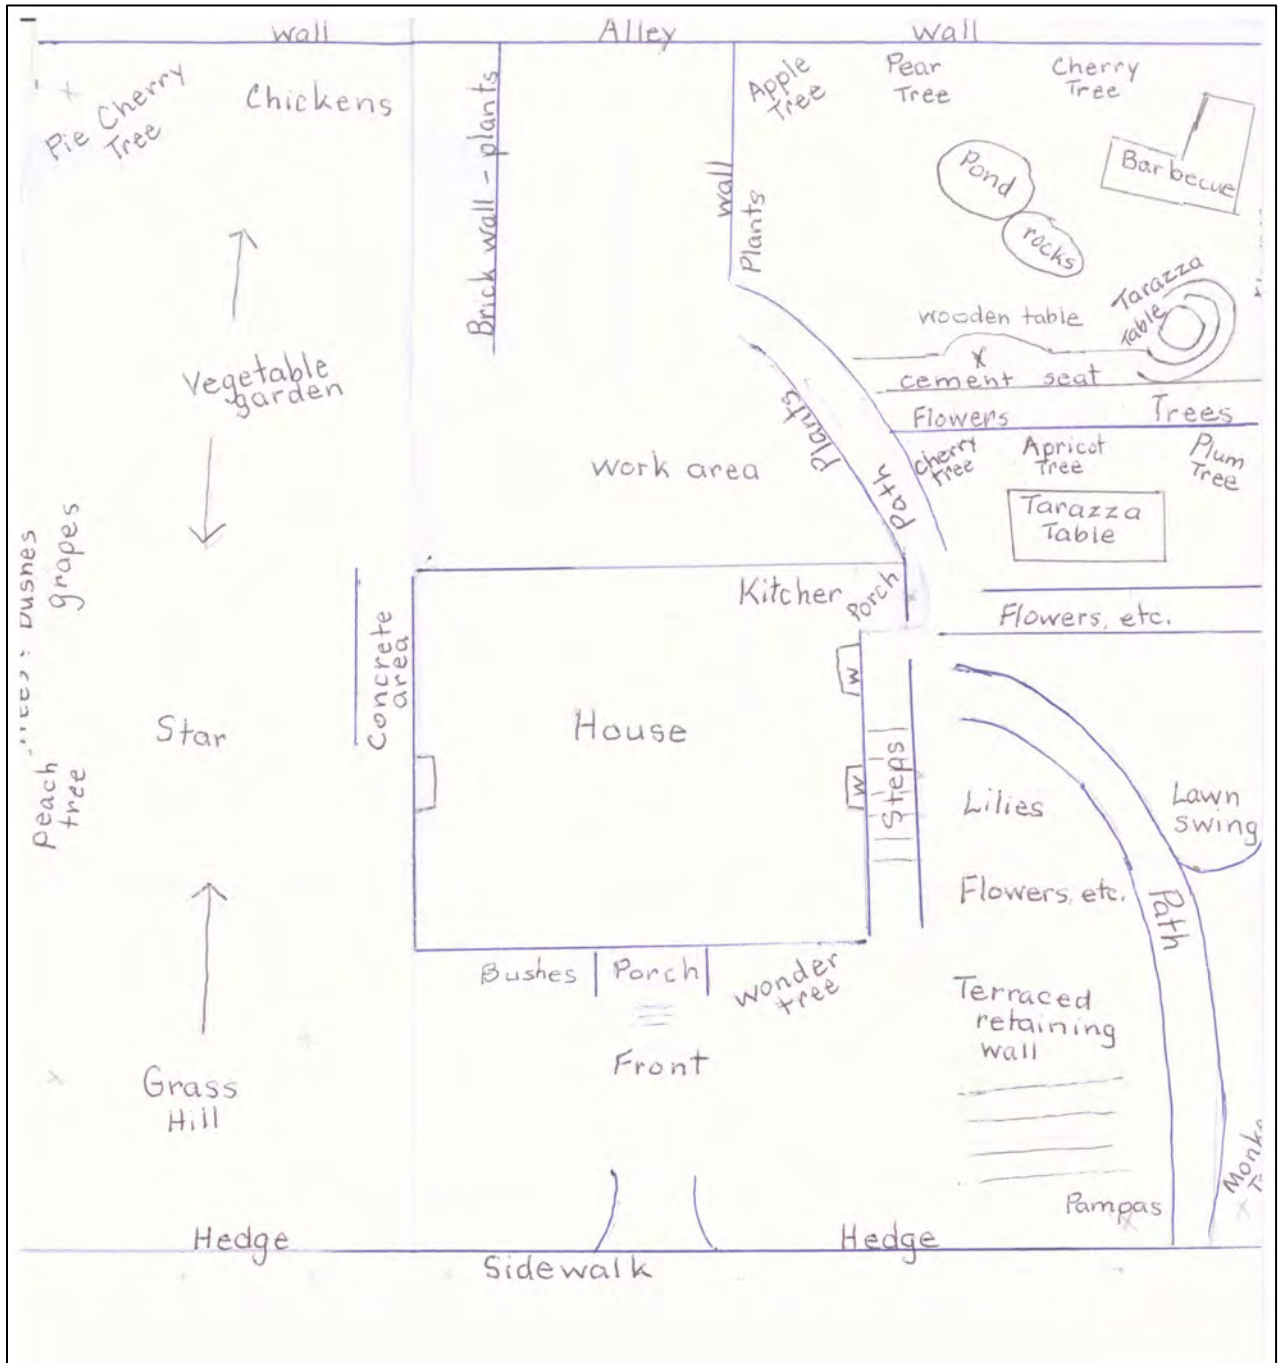 wall
Alley
wall
Pie Cherry
Tree
Chickens
Brick wall - plants
wall
Plants
Apple
Tree
Pear
Tree
Cherry
Tree
Pond
rocks
Barbecue
Tarazza
Table
wooden table
x
cement seat
Flowers
Trees
Vegetable
garden
work area
Plants
Path
Cherry
tree
Apricot
Tree
Plum
Tree
Tarazza
Table
Flowers, etc.
grapes
peach
tree
Star
Concrete
area
House
Kitcher
Porch
W
W
Steps
Lilies
Flowers, etc.
Lawn
swing
Path
Bushes
Porch
wonder
tree
Front
Terraced
retaining
wall
Pampas
Grass
Hill
Hedge
Hedge
Sidewalk